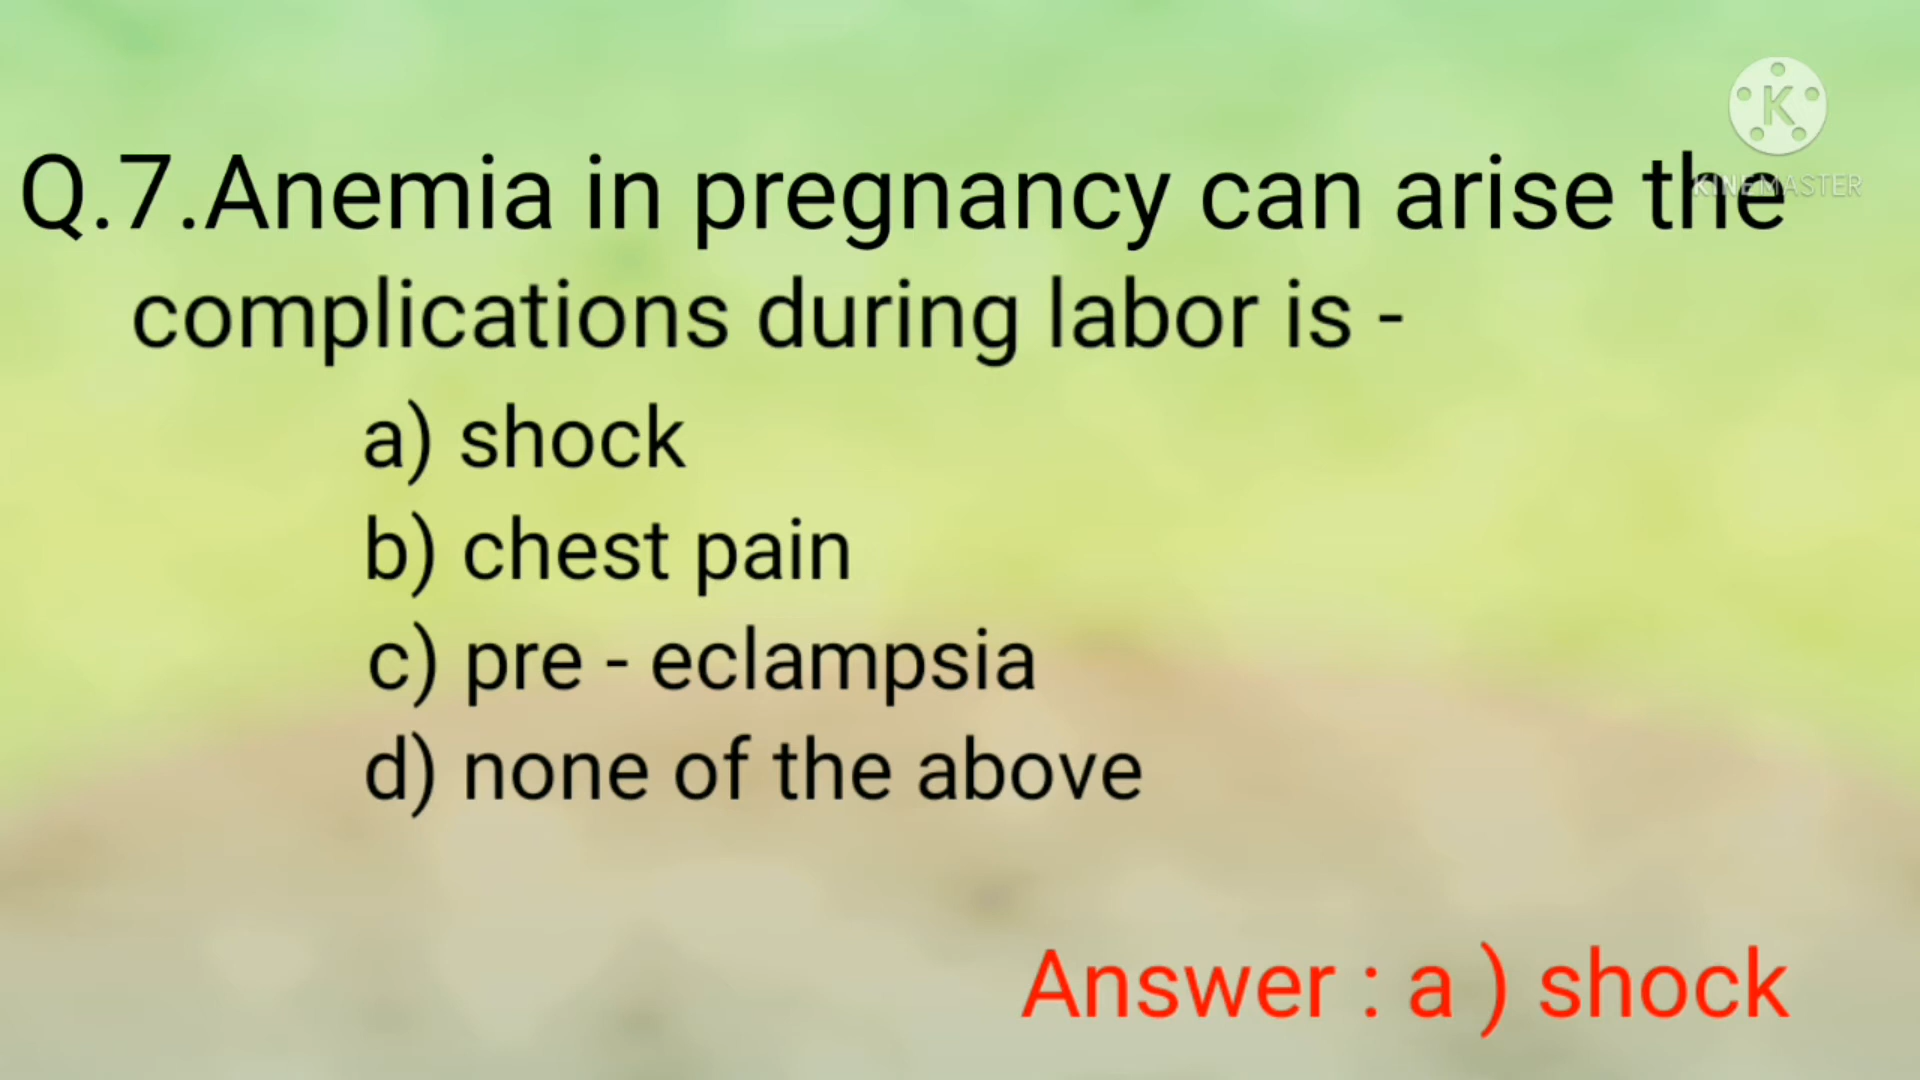 K
KINEMASTER
Q.7.Anemia in pregnancy can arise the
complications during labor is -
a) shock
b) chest pain
c) pre - eclampsia
d) none of the above
Answer : a ) shock